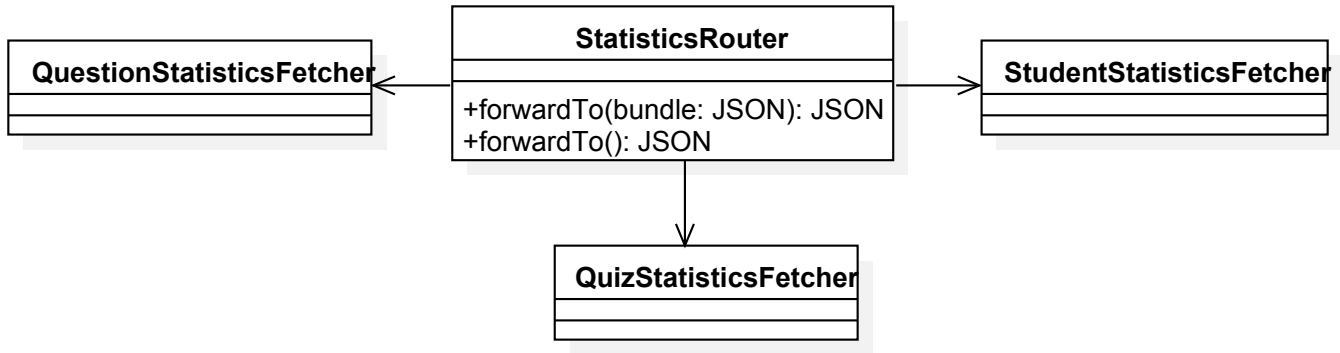 StatisticsRouter
QuestionStatisticsFetcher
StudentStatisticsFetcher
+forwardTo(bundle: JSON): JSON
+forwardTo(): JSON
QuizStatisticsFetcher